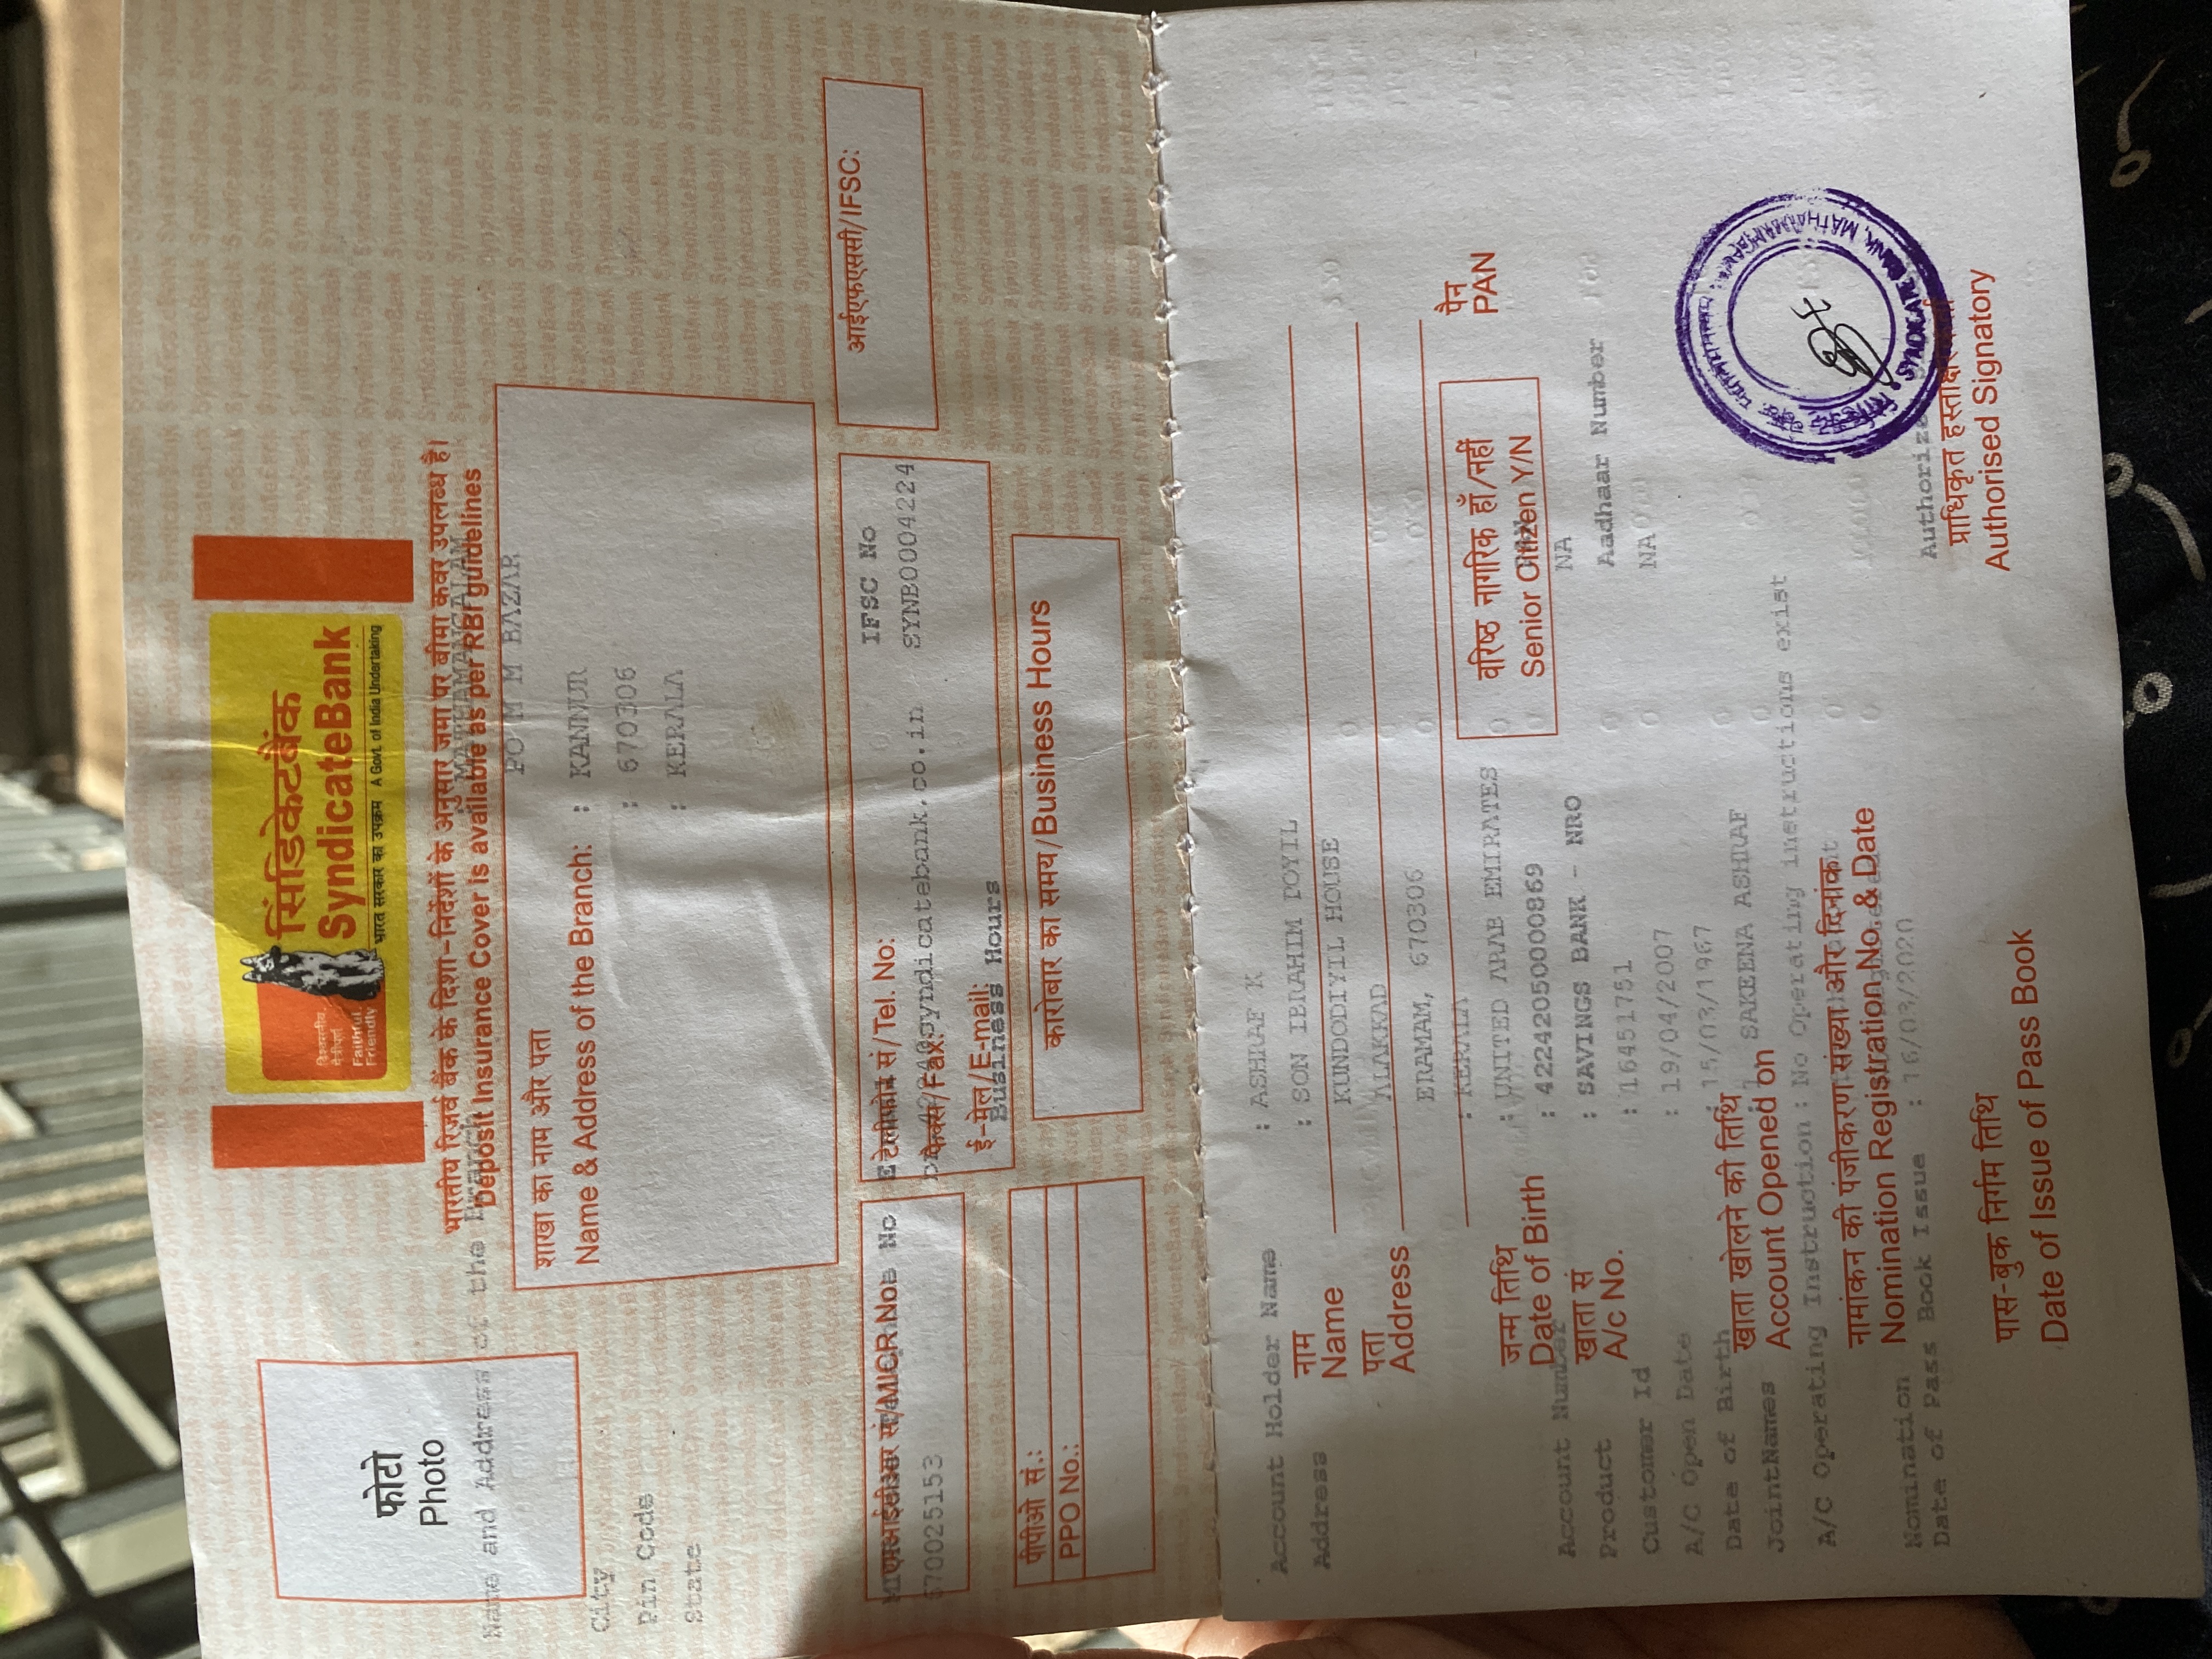 फोटो
Photo
विश्वसनीय,
मैत्रीपूर्ण
Faithful,
Friendly
सिंडिकेटबैंक
SyndicateBank
भारत सरकार का उपक्रम A Govt. of India Undertaking
भारतीय रिज़र्व बैंक के दिशा-निर्देशों के अनुसार जमा पर बीमा कवर उपलब्ध है।
Name and Address of the Branch : MATHAMANGALAM
Deposit Insurance Cover is available as per RBI guidelines
PO M M BAZAR
शाखा का नाम और पता
Name & Address of the Branch:
City : KANNUR
Pin Code : 670306
State : KERALA
एमआईसीआर सं/MICR No.
670025153
टेलीफोन सं/Tel. No:
syndicatebank.co.in
फैक्स/Fax:
ई-मेल/E-mail:
IFSC No
SYNB0004224
आईएफएससी/IFSC:
Business Hours
पीपीओ सं.:
PPO No.:
कारोबार का समय/Business Hours
Account Holder Name : ASHRAF K
Address : SON IBRAHIM POYIL
नाम
Name
KUNDODIYIL HOUSE
पता
Address
ALAKKAD
ERAMAM, 670306
: KERALA
: UNITED ARAB EMIRATES
जन्म तिथि
Date of Birth
वरिष्ठ नागरिक हाँ/नहीं
Senior Citizen Y/N
पैन
PAN
Account Number : 42242050000869
PAN
NA
खाता सं
A/c No.
Product : SAVINGS BANK - NRO
Aadhaar Number
NA
Customer Id : 16451751
A/C Open Date : 19/04/2007
Date of Birth : 15/03/1967
खाता खोलने की तिथि
Account Opened on
JointNames : 1. SAKEENA ASHRAF
A/C Operating Instruction : No Operating instructions exist
नामांकन की पंजीकरण संख्या और दिनांक
Nomination Registration No. & Date
Nomination
Date of Pass Book Issue : 16/03/2020
SYNDICATE BANK, MATHAMANGALAM
प्राधिकृत
Authorised Signatory
पास-बुक निर्गम तिथि
Date of Issue of Pass Book